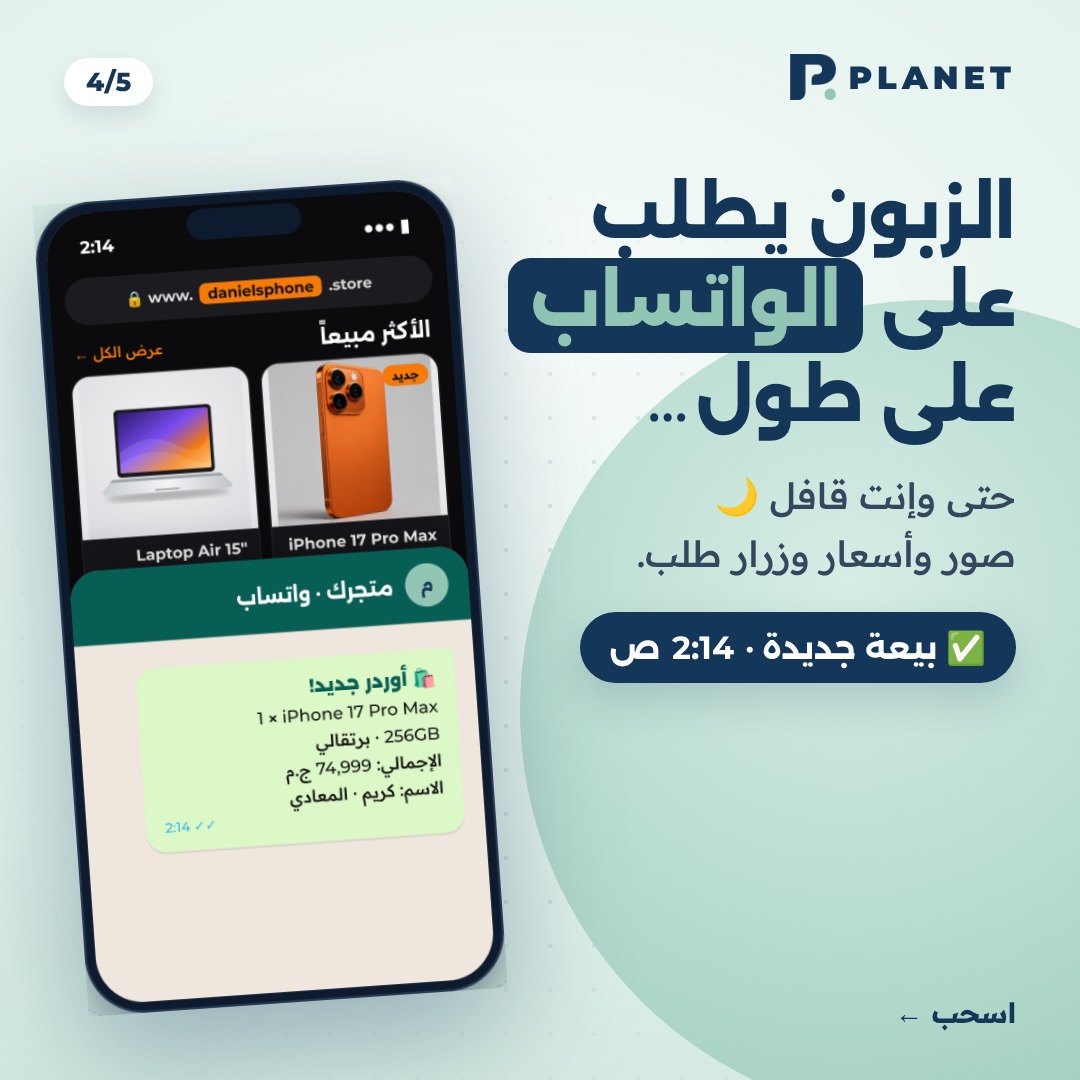 4/5
PLANET
الزبون يطلب
على الواتساب
على طول...
حتى وإنت قافل 🌙
صور وأسعار وزرار طلب.
✅ بيعة جديدة · 2:14 ص
2:14
🔒 www. danielsphone .store
الأكثر مبيعاً
عرض الكل ←
جديد
iPhone 17 Pro Max
Laptop Air 15"
م
متجرك · واتساب
🛍️ أوردر جديد!
1 × iPhone 17 Pro Max
256GB · برتقالي
الإجمالي: 74,999 ج.م
الاسم: كريم · المعادي
2:14 ✓✓
اسحب ←